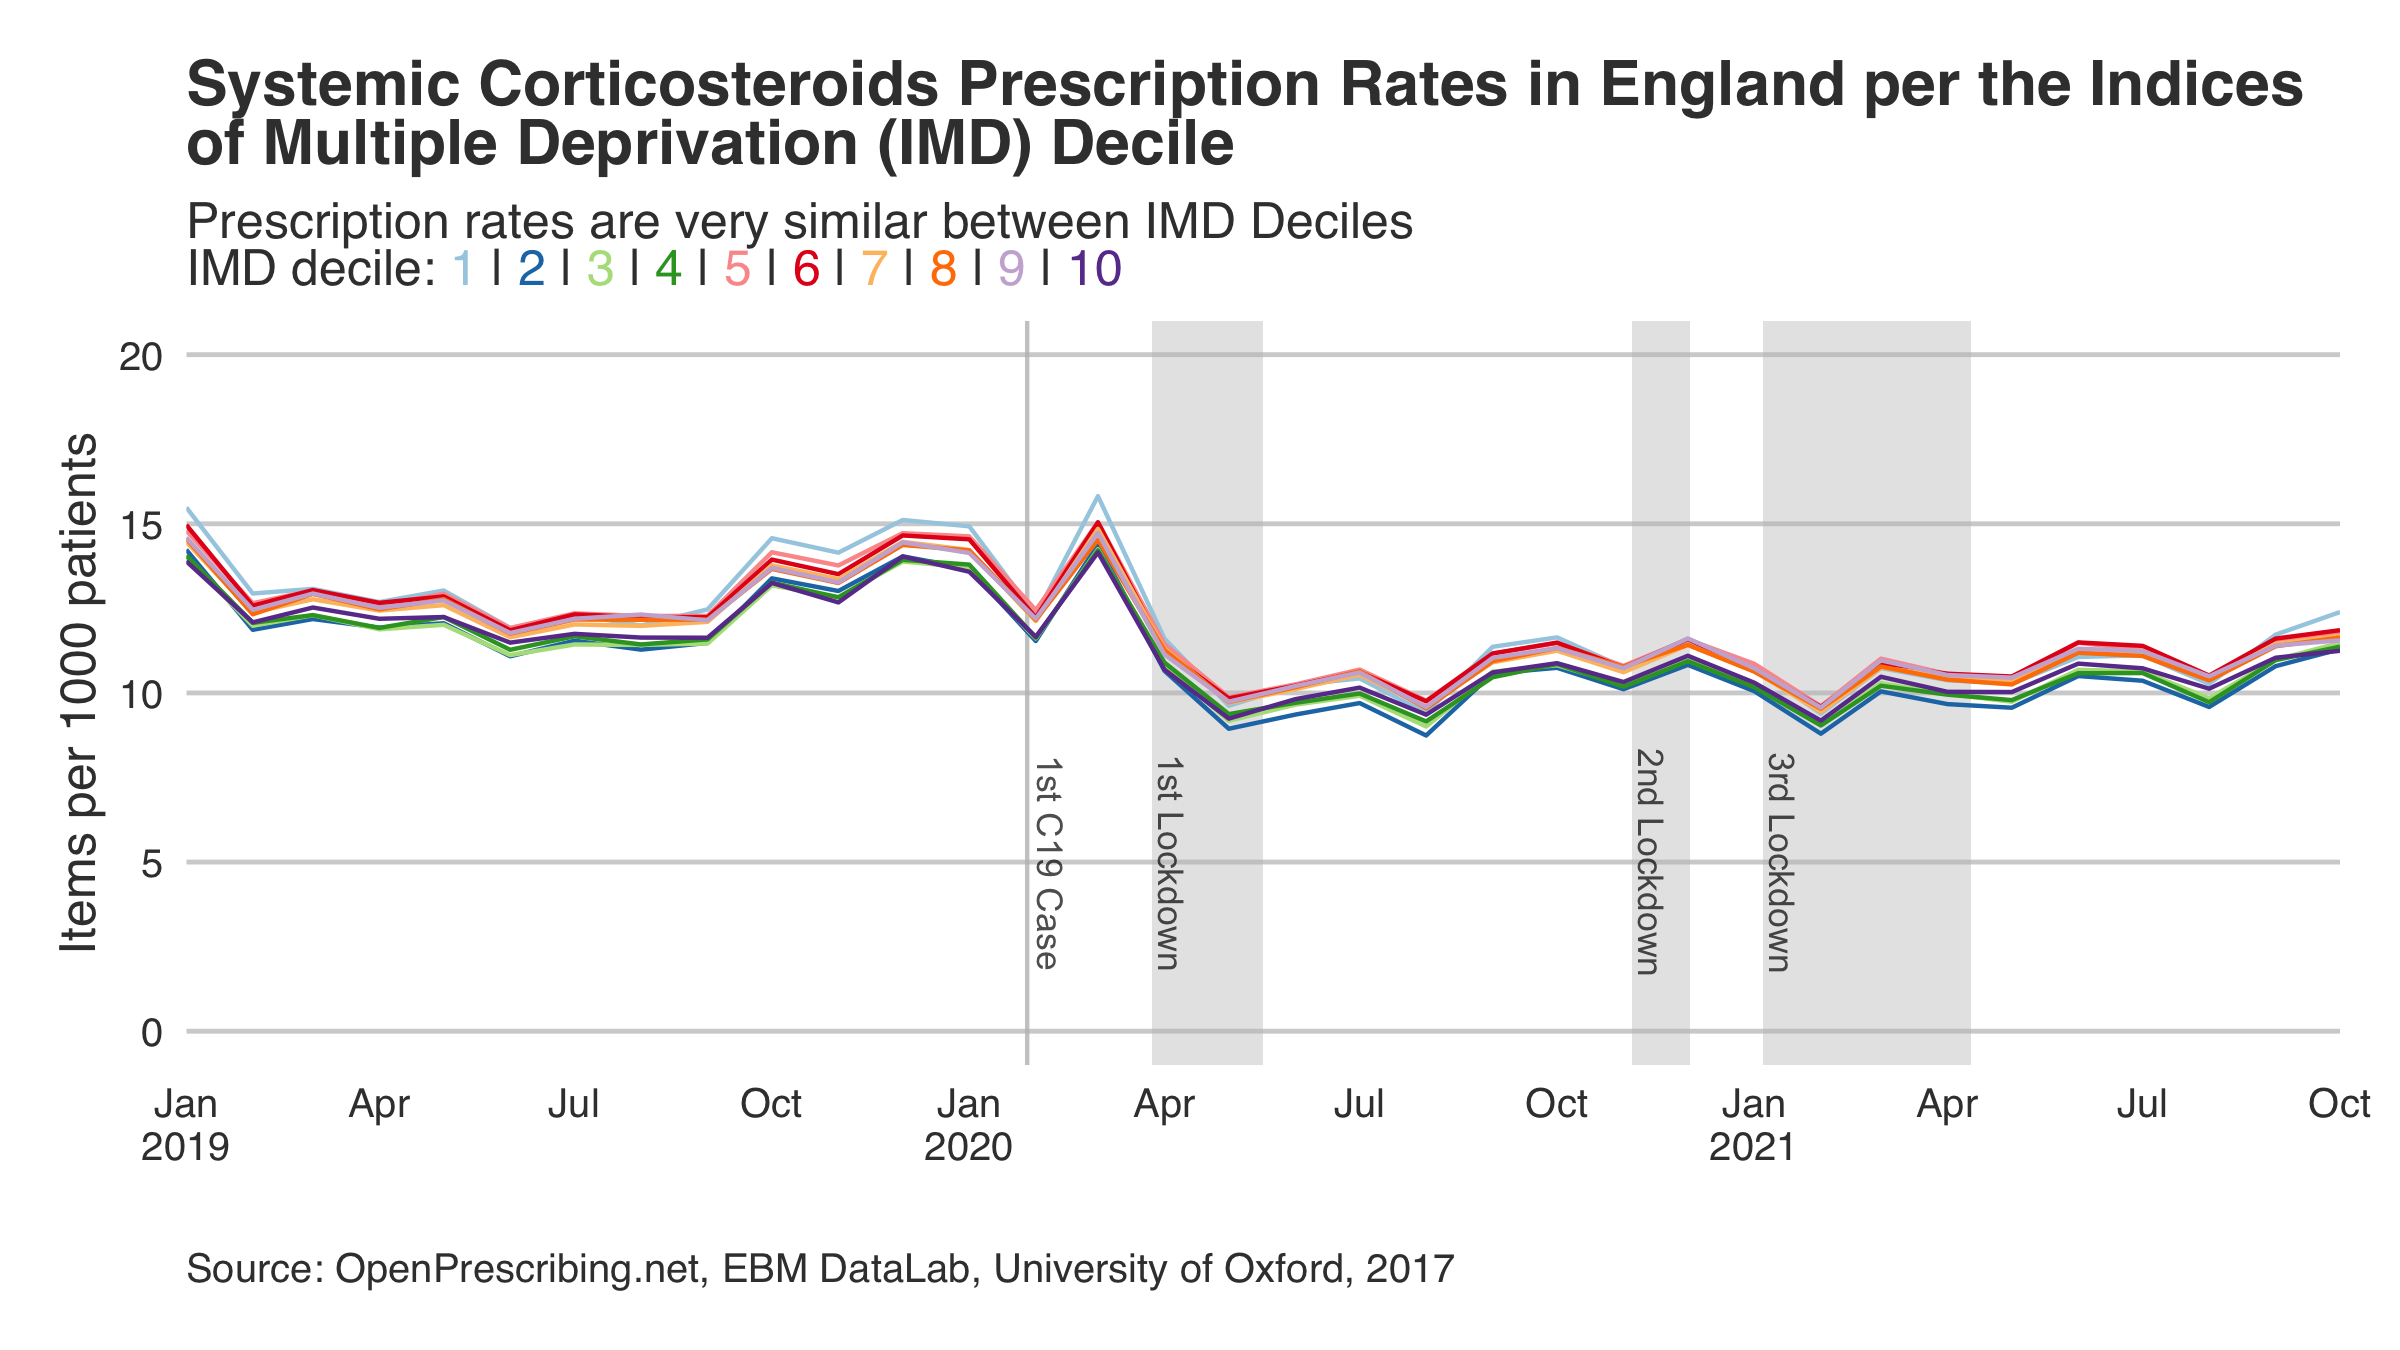 Systemic Corticosteroids Prescription Rates in England per the Indices
of Multiple Deprivation (IMD) Decile
Prescription rates are very similar between IMD Deciles
IMD decile: 1 | 2 | 3 | 4 | 5 | 6 | 7 | 8 | 9 | 10
Items per 1000 patients
20
15
10
5
0
1st C19 Case
1st Lockdown
2nd Lockdown
3rd Lockdown
Jan Apr Jul Oct Jan Apr Jul Oct Jan Apr Jul Oct
2019 2020 2021
Source: OpenPrescribing.net, EBM DataLab, University of Oxford, 2017